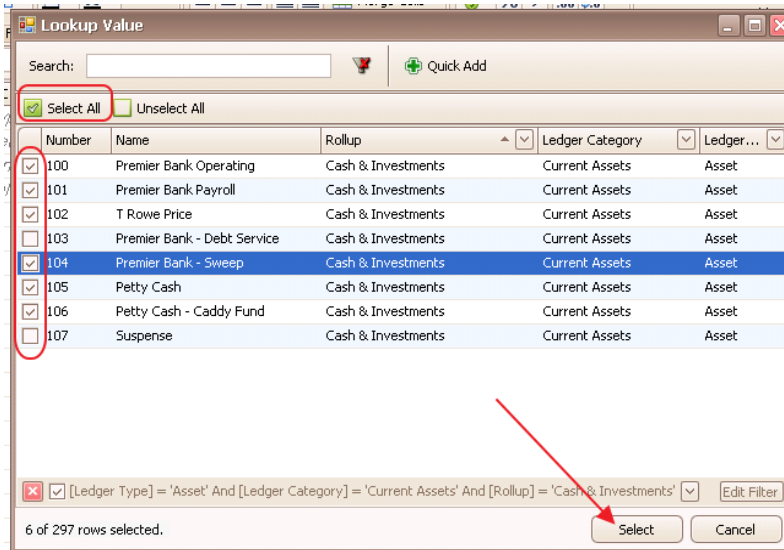 Lookup Value
Search: Quick Add
Select All Unselect All
Number Name Rollup Ledger Category Ledger...
100 Premier Bank Operating Cash & Investments Current Assets Asset
101 Premier Bank Payroll Cash & Investments Current Assets Asset
102 T Rowe Price Cash & Investments Current Assets Asset
103 Premier Bank - Debt Service Cash & Investments Current Assets Asset
104 Premier Bank - Sweep Cash & Investments Current Assets Asset
105 Petty Cash Cash & Investments Current Assets Asset
106 Petty Cash - Caddy Fund Cash & Investments Current Assets Asset
107 Suspense Cash & Investments Current Assets Asset
[Ledger Type] = 'Asset' And [Ledger Category] = 'Current Assets' And [Rollup] = 'Cash & Investments' Edit Filter
6 of 297 rows selected. Select Cancel